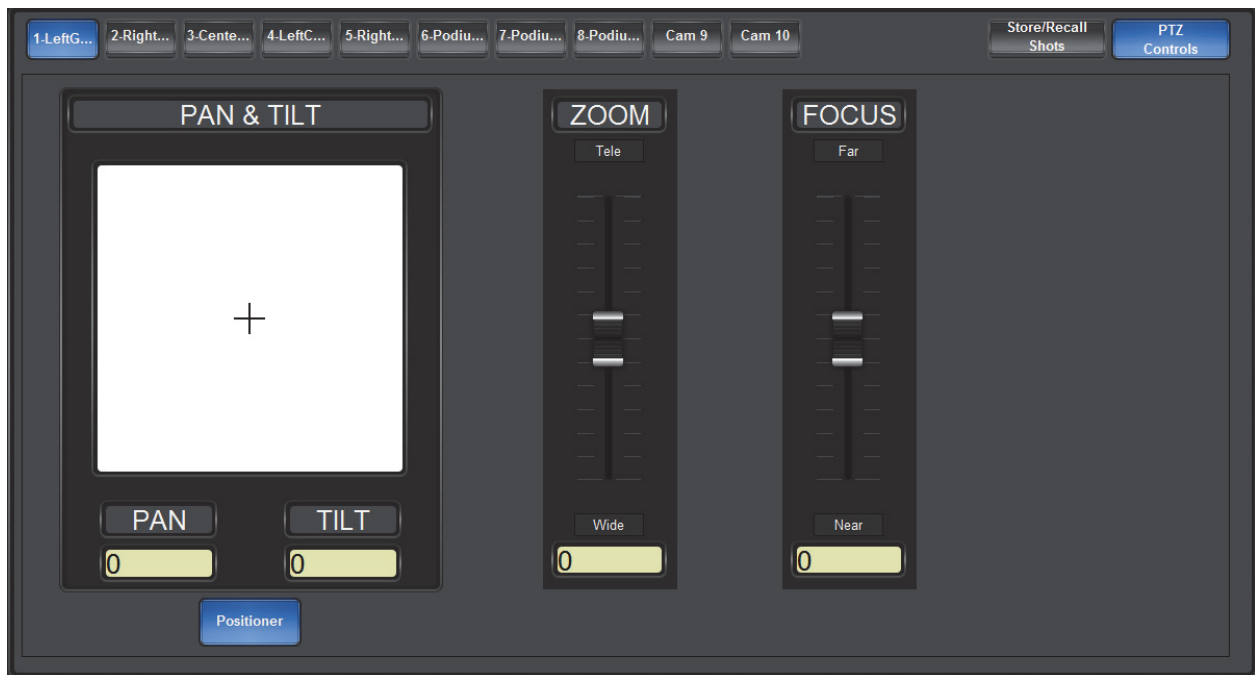 1-LeftG... 2-Right... 3-Cente... 4-LeftC... 5-Right... 6-Podiu... 7-Podiu... 8-Podiu... Cam 9 Cam 10
Store/Recall
Shots
PTZ
Controls
PAN & TILT
PAN
0
TILT
0
Positioner
ZOOM
Tele
Wide
0
FOCUS
Far
Near
0